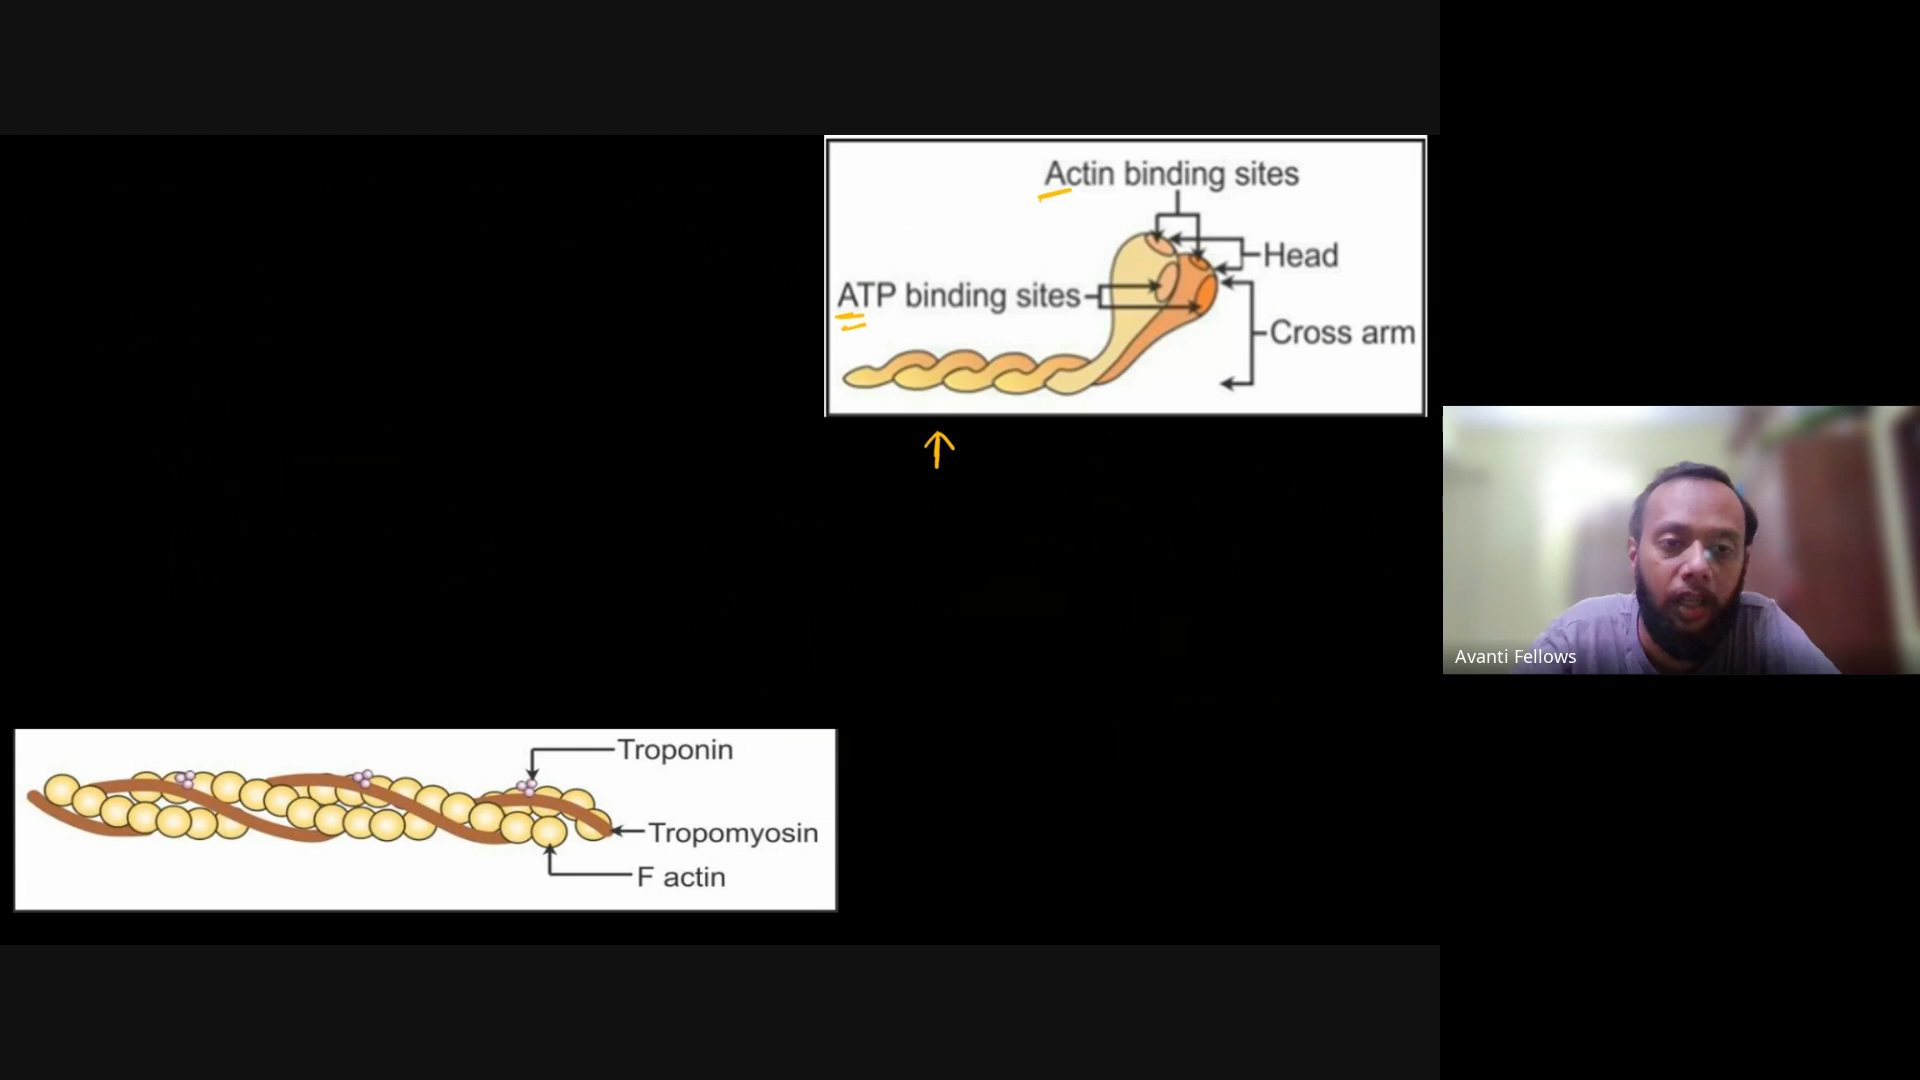 Actin binding sites
Head
ATP binding sites
Cross arm
Avanti Fellows
Troponin
Tropomyosin
F actin